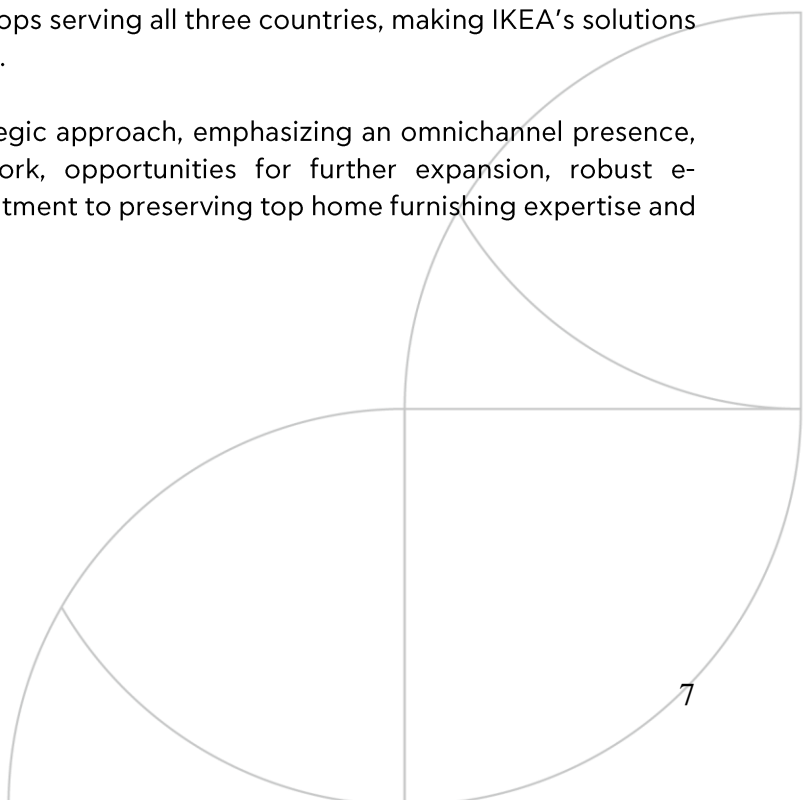 ops serving all three countries, making IKEA’s solutions
.
egic approach, emphasizing an omnichannel presence,
ork, opportunities for further expansion, robust e-
tment to preserving top home furnishing expertise and
7